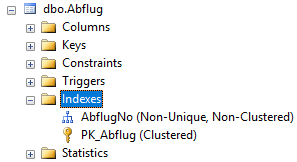 dbo.Abflug
Columns
Keys
Constraints
Triggers
Indexes
AbflugNo (Non-Unique, Non-Clustered)
PK_Abflug (Clustered)
Statistics